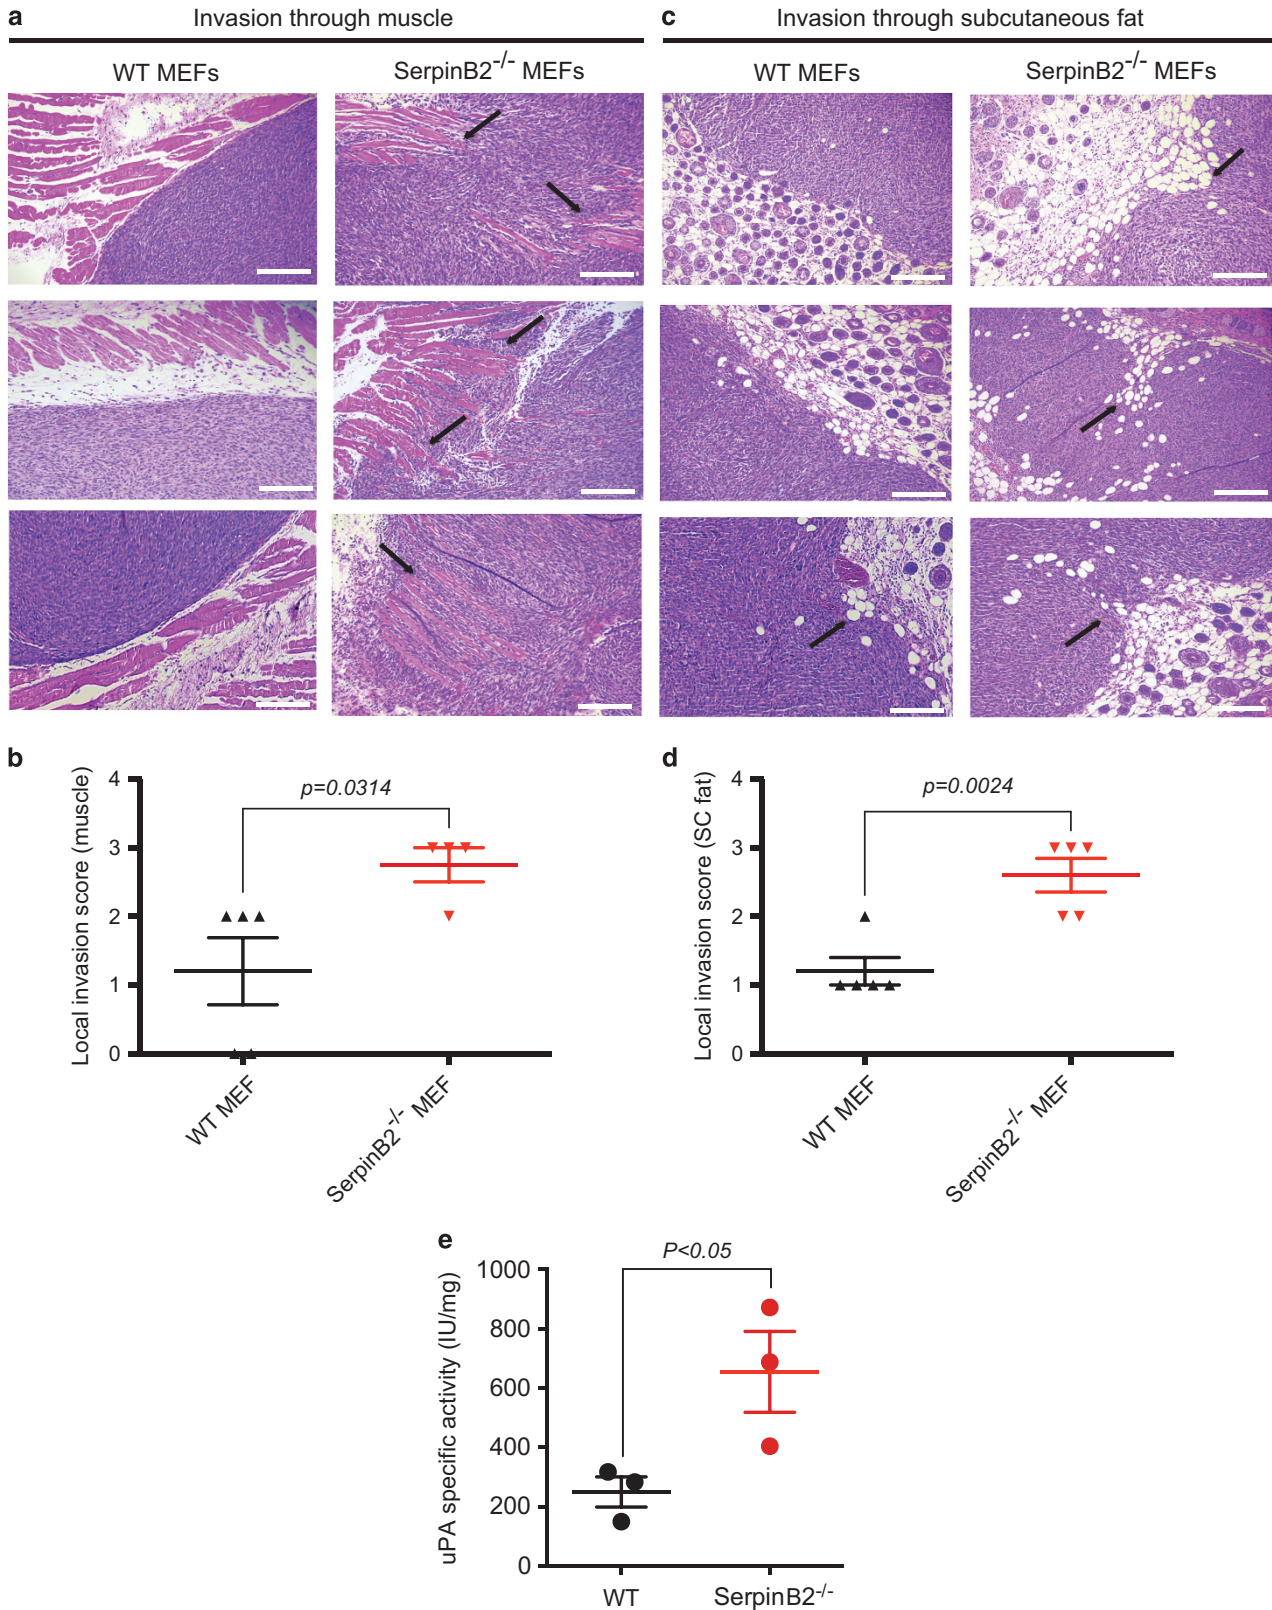 a Invasion through muscle
WT MEFs SerpinB2-/- MEFs
c Invasion through subcutaneous fat
WT MEFs SerpinB2-/- MEFs
b
Local invasion score (muscle)
4
3
2
1
0
p=0.0314
WT MEF
SerpinB2-/- MEF
d
Local invasion score (SC fat)
4
3
2
1
0
p=0.0024
WT MEF
SerpinB2-/- MEF
e
uPA specific activity (IU/mg)
1000
800
600
400
200
0
P<0.05
WT
SerpinB2-/-